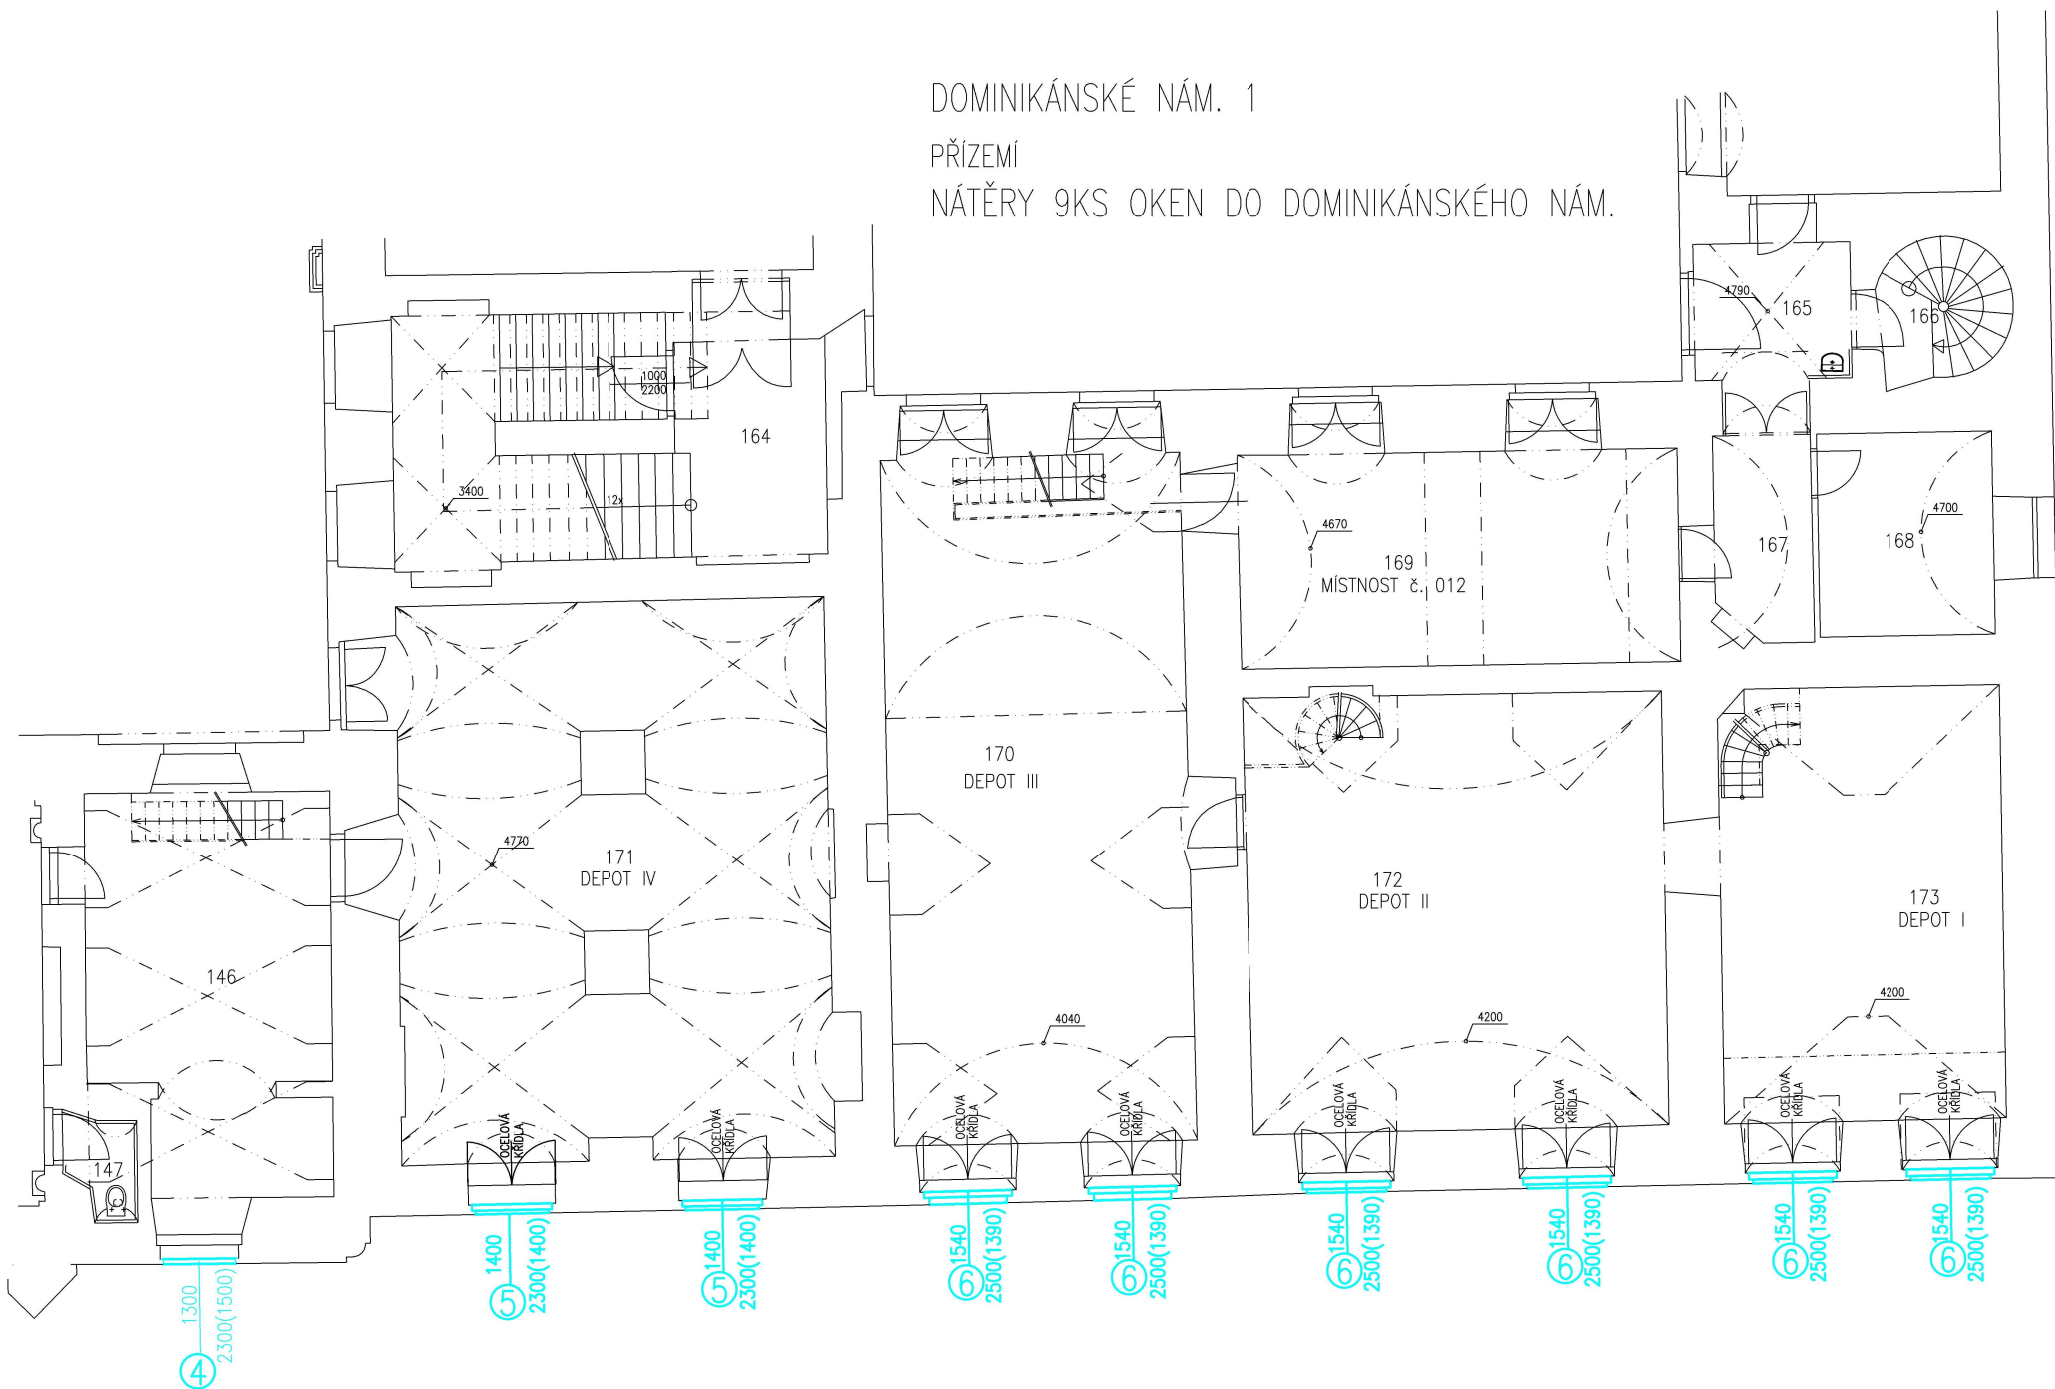 DOMINIKÁNSKÉ NÁM. 1
PŘÍZEMÍ
NÁTĚRY 9KS OKEN DO DOMINIKÁNSKÉHO NÁM.
4790
165
166
1000
2200
164
3400
12x
4670
169
MÍSTNOST č. 012
167
168
4700
170
DEPOT III
4770
171
DEPOT IV
172
DEPOT II
173
DEPOT I
146
4040
4200
4200
147
OCELOVÁ
KŘÍDLA
OCELOVÁ
KŘÍDLA
OCELOVÁ
KŘÍDLA
OCELOVÁ
KŘÍDLA
OCELOVÁ
KŘÍDLA
OCELOVÁ
KŘÍDLA
OCELOVÁ
KŘÍDLA
OCELOVÁ
KŘÍDLA
1300
2300(1500)
4
1400
2300(1400)
5
1400
2300(1400)
5
1540
2500(1390)
6
1540
2500(1390)
6
1540
2500(1390)
6
1540
2500(1390)
6
1540
2500(1390)
6
1540
2500(1390)
6